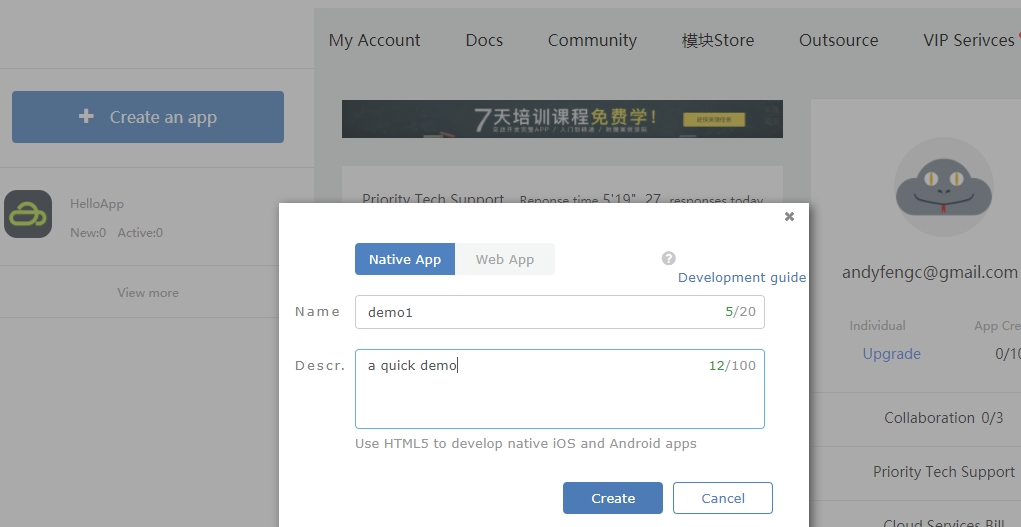 My Account Docs Community 模块Store Outsource VIP Serivces
Create an app
7天培训课程免费学!
HelloApp
New:0 Active:0
View more
Priority Tech Support Reponse time 5'19", 27 responses today
Native App Web App
Development guide
Name demo1 5/20
Descr. a quick demo 12/100
Use HTML5 to develop native iOS and Android apps
Create Cancel
andyfengc@gmail.com
Individual App Cre
Upgrade 0/10
Collaboration 0/3
Priority Tech Support
Cloud Services Bill